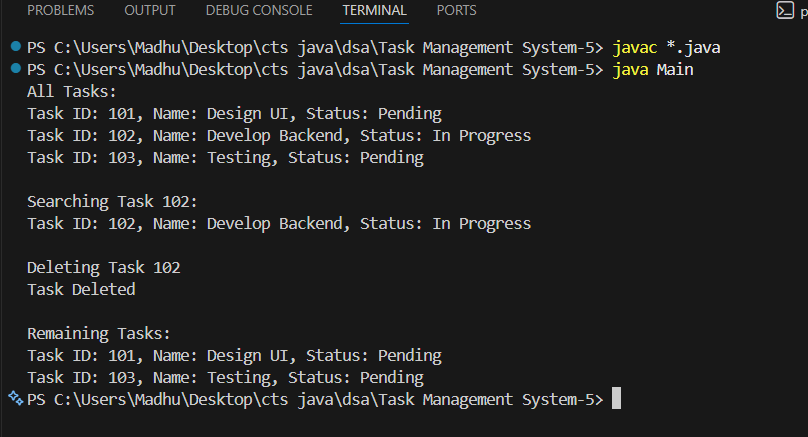 PROBLEMS OUTPUT DEBUG CONSOLE TERMINAL PORTS p
PS C:\Users\Madhu\Desktop\cts java\dsa\Task Management System-5> javac *.java
PS C:\Users\Madhu\Desktop\cts java\dsa\Task Management System-5> java Main
All Tasks:
Task ID: 101, Name: Design UI, Status: Pending
Task ID: 102, Name: Develop Backend, Status: In Progress
Task ID: 103, Name: Testing, Status: Pending
Searching Task 102:
Task ID: 102, Name: Develop Backend, Status: In Progress
Deleting Task 102
Task Deleted
Remaining Tasks:
Task ID: 101, Name: Design UI, Status: Pending
Task ID: 103, Name: Testing, Status: Pending
PS C:\Users\Madhu\Desktop\cts java\dsa\Task Management System-5>